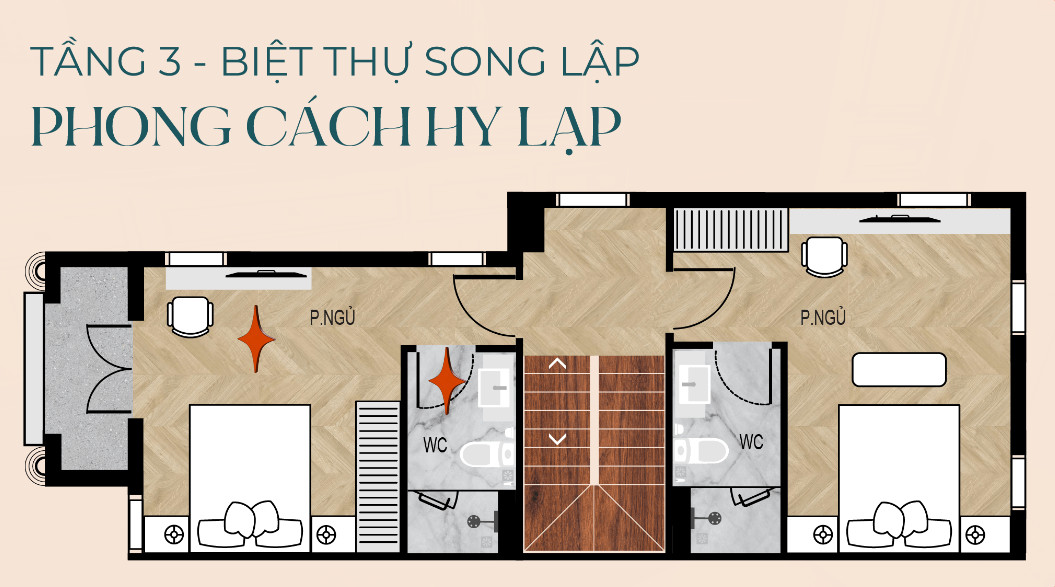 TẦNG 3 - BIỆT THỰ SONG LẬP
PHONG CÁCH HY LẠP
P.NGỦ
P.NGỦ
WC
WC